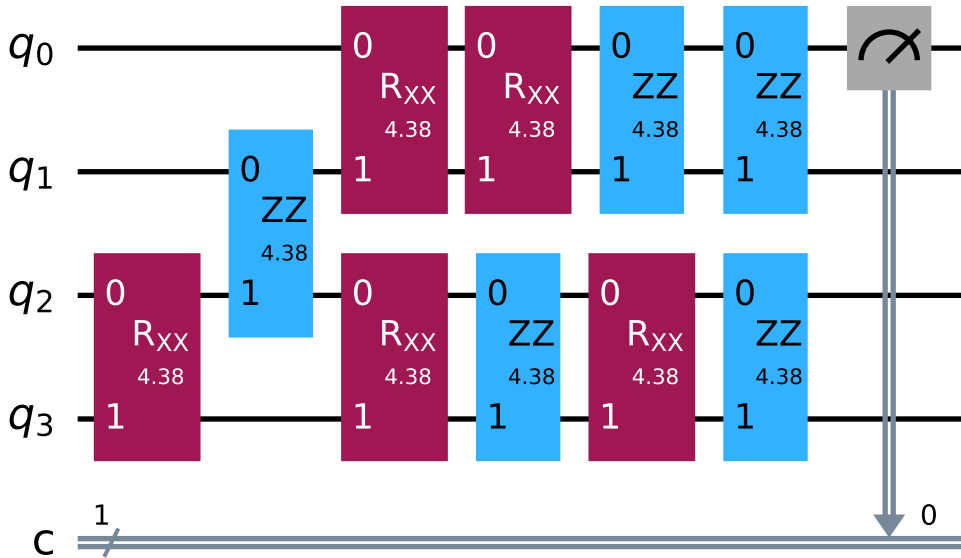 q0 0 0 0 0
RXX RXX ZZ ZZ
4.38 4.38 4.38 4.38
q1 0 1 1 1 1
ZZ
4.38
q2 0 1 0 0 0 0
RXX RXX ZZ RXX ZZ
4.38 4.38 4.38 4.38 4.38
q3 1 1 1 1 1
1 0
c